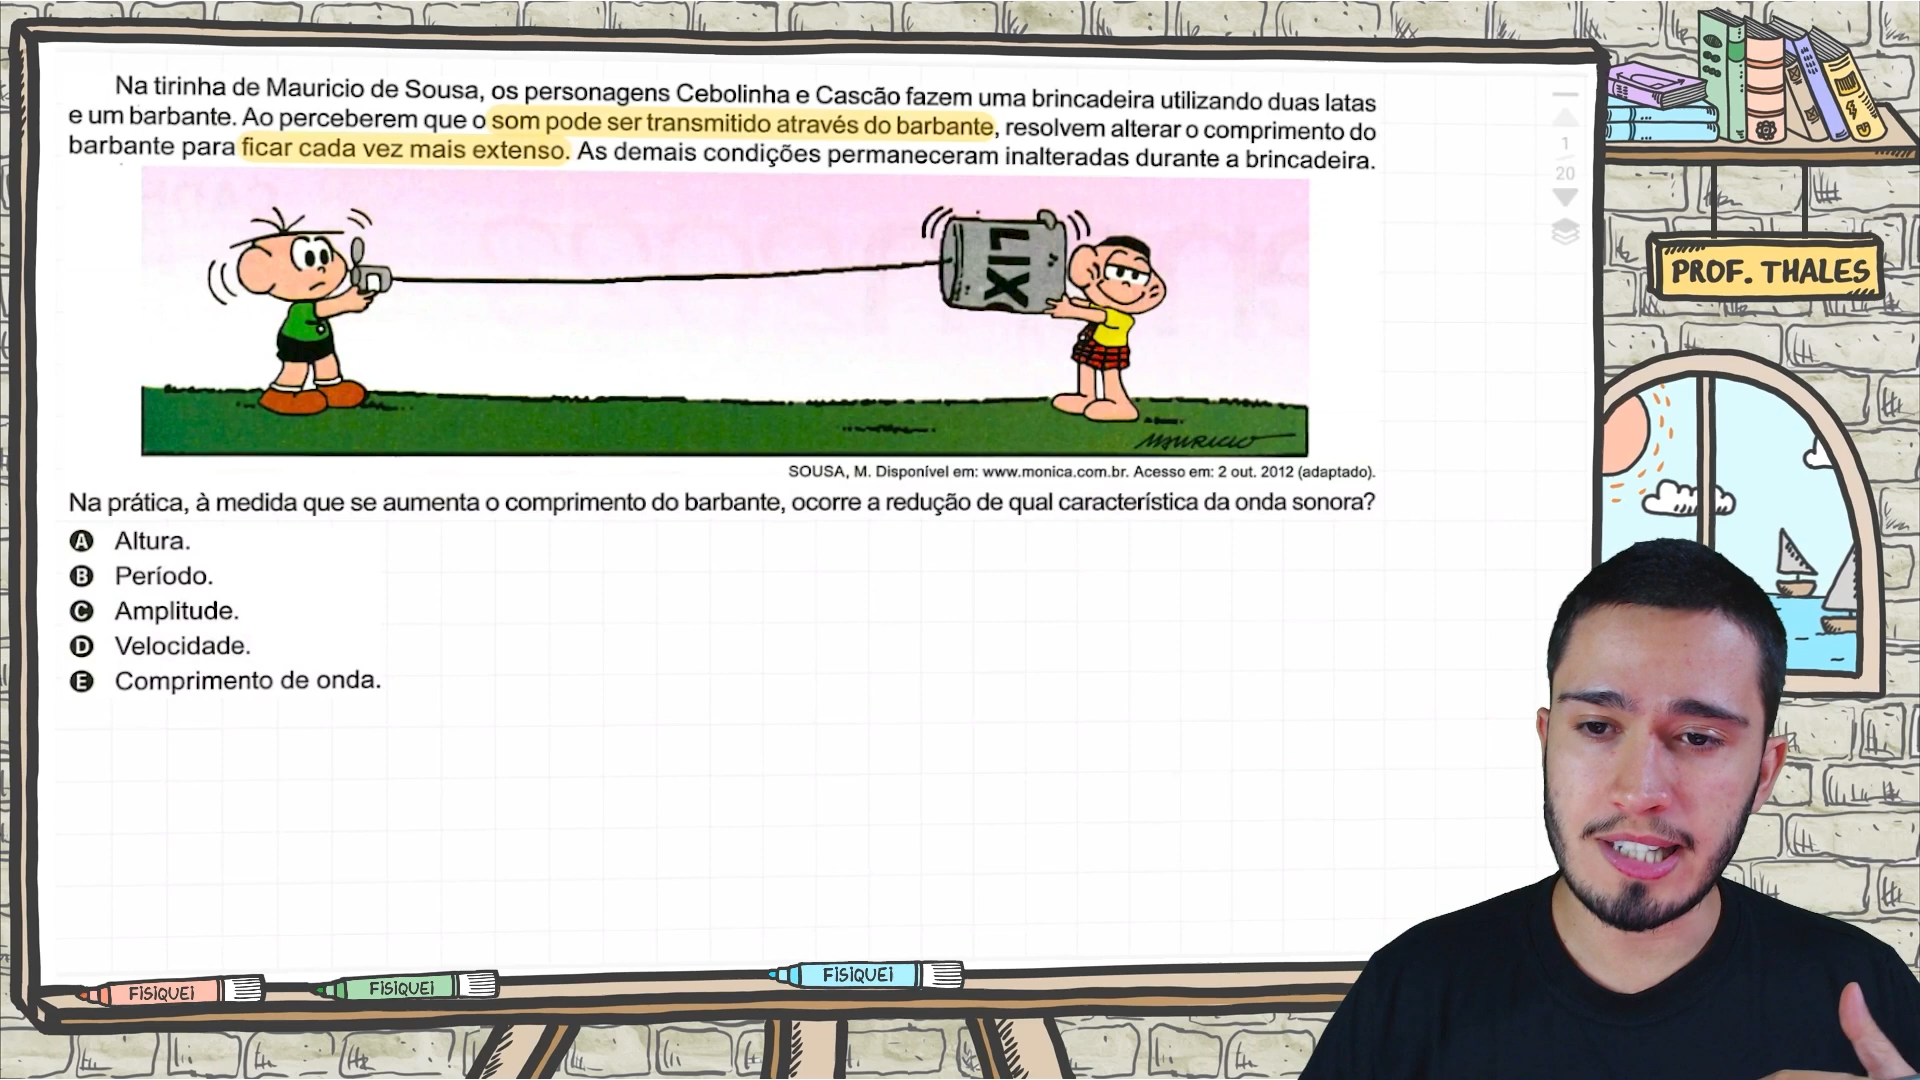 Na tirinha de Mauricio de Sousa, os personagens Cebolinha e Cascão fazem uma brincadeira utilizando duas latas
e um barbante. Ao perceberem que o som pode ser transmitido através do barbante, resolvem alterar o comprimento do
barbante para ficar cada vez mais extenso. As demais condições permaneceram inalteradas durante a brincadeira.
1
20
LIX
PROF. THALES
MAURICIO
SOUSA, M. Disponível em: www.monica.com.br. Acesso em: 2 out. 2012 (adaptado).
Na prática, à medida que se aumenta o comprimento do barbante, ocorre a redução de qual característica da onda sonora?
A Altura.
B Período.
C Amplitude.
D Velocidade.
E Comprimento de onda.
FISIQUEI
FISIQUEI
FISIQUEI